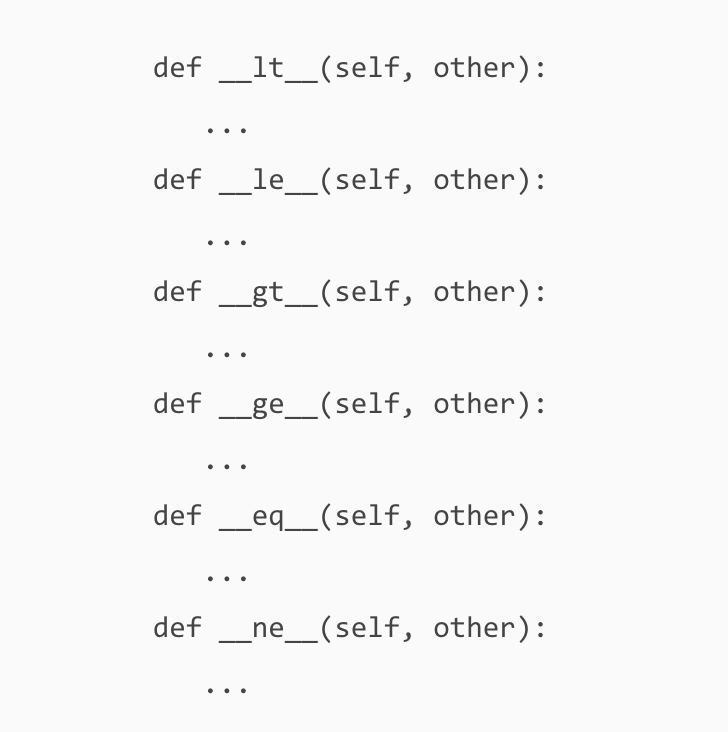 def __lt__(self, other):
...
def __le__(self, other):
...
def __gt__(self, other):
...
def __ge__(self, other):
...
def __eq__(self, other):
...
def __ne__(self, other):
...